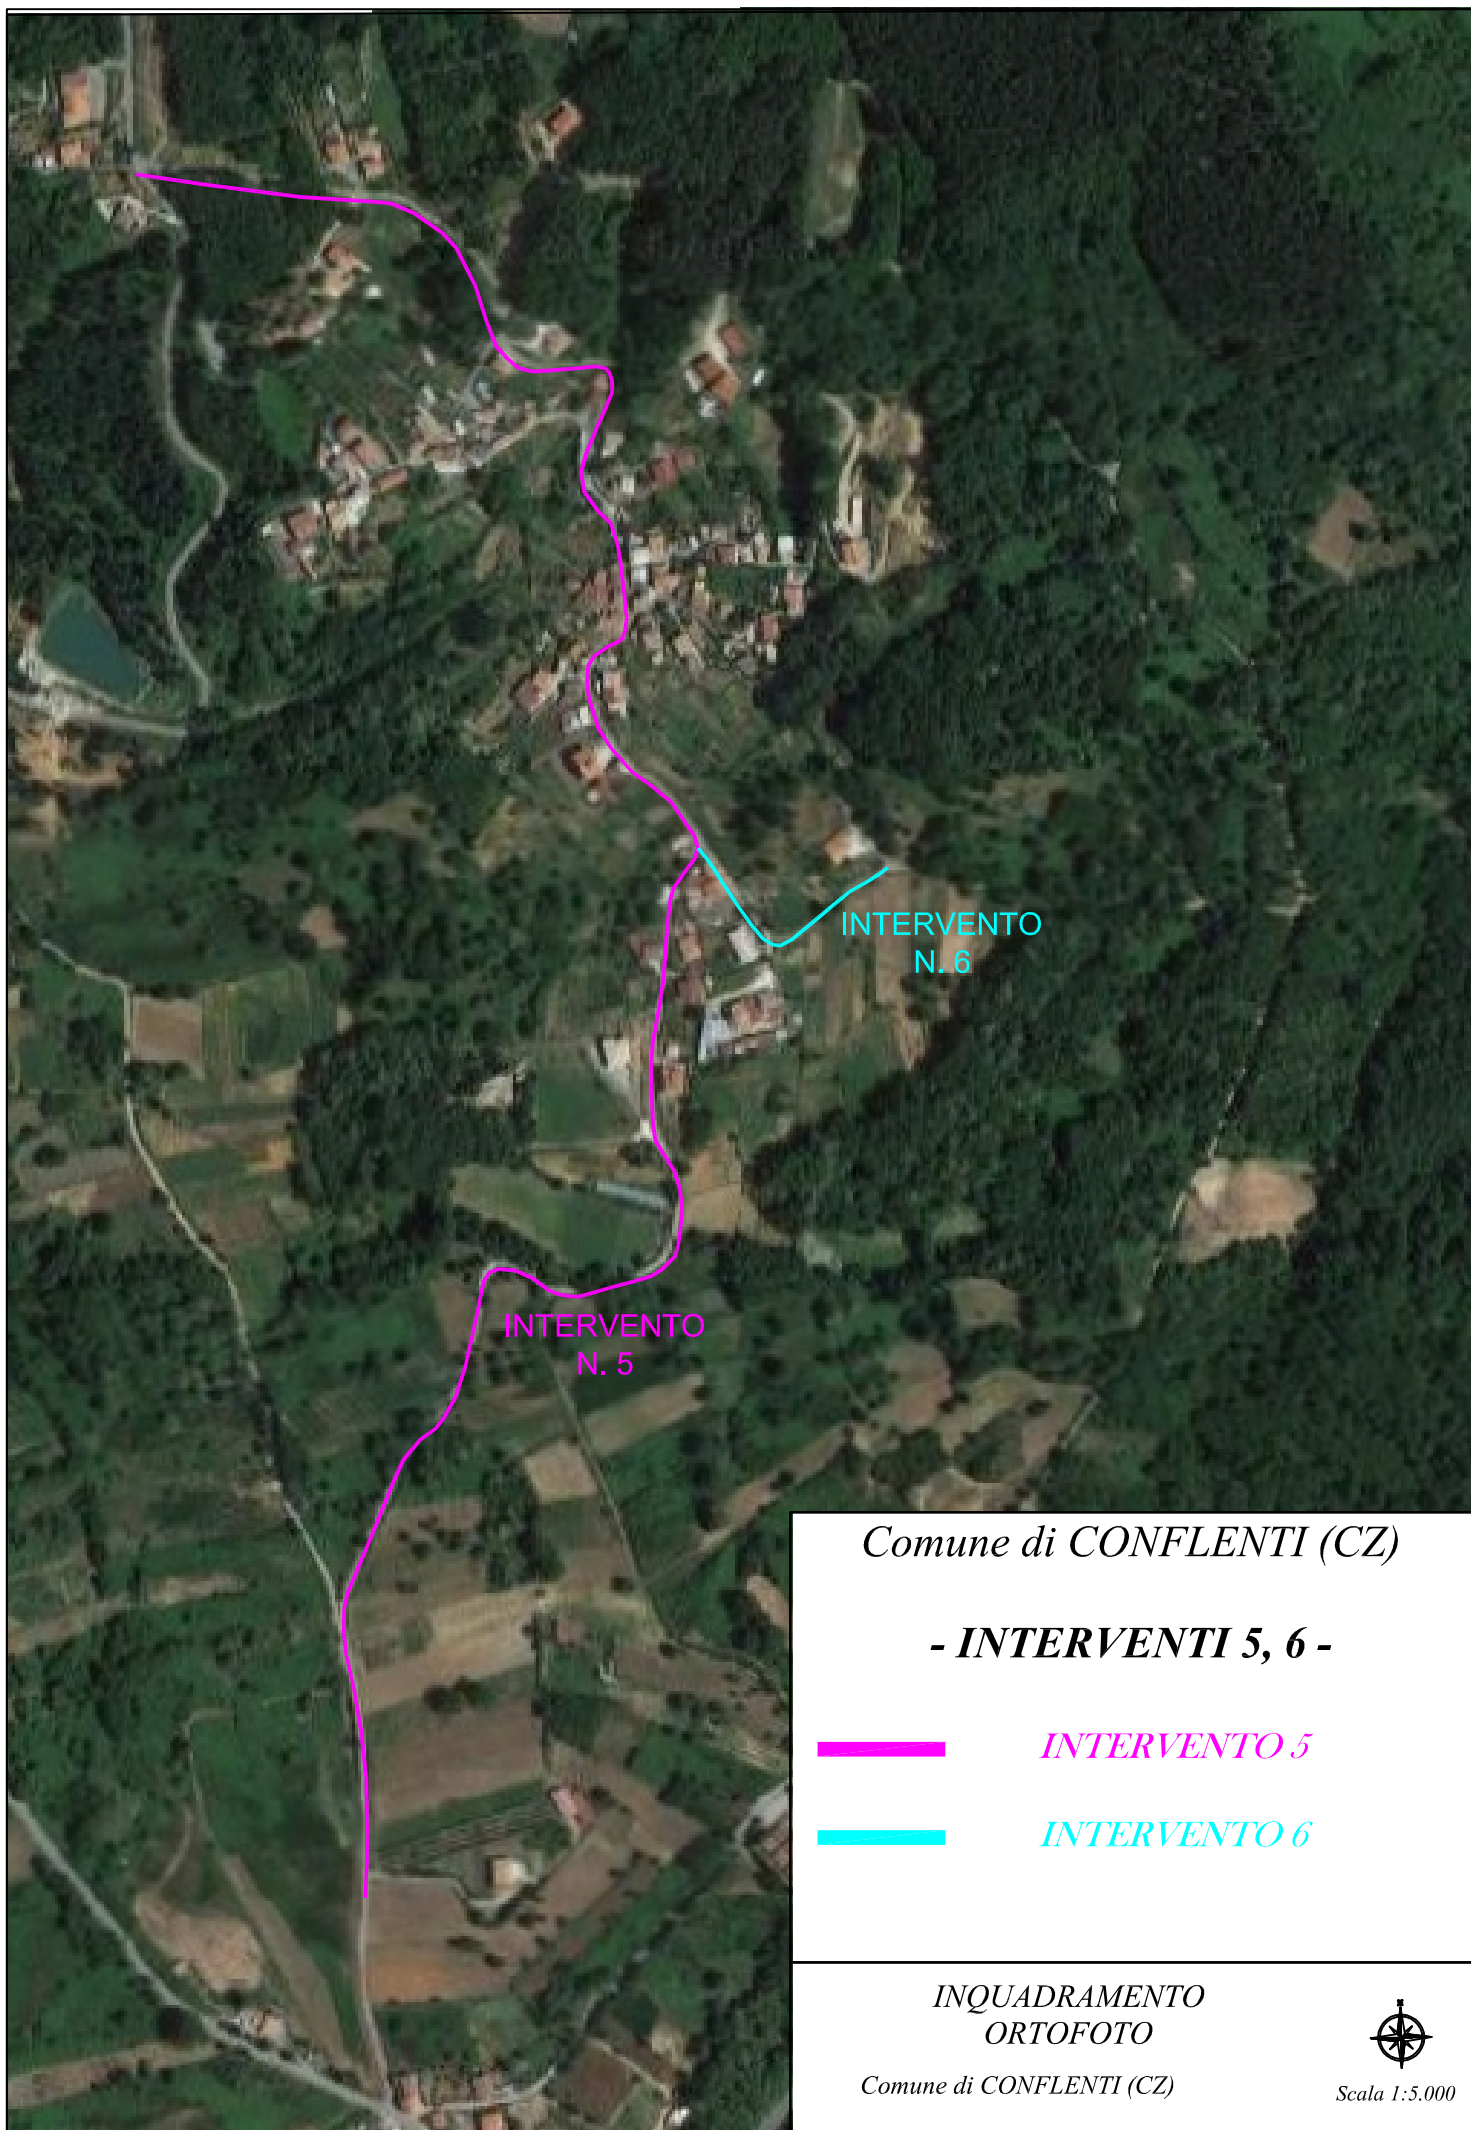 INTERVENTO
N. 6
INTERVENTO
N. 5
Comune di CONFLENTI (CZ)
- INTERVENTI 5, 6 -
INTERVENTO 5
INTERVENTO 6
INQUADRAMENTO
ORTOFOTO
Comune di CONFLENTI (CZ)
Scala 1:5.000